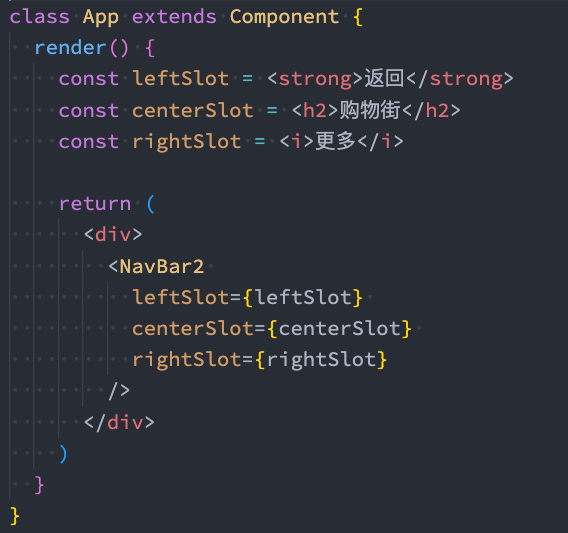 class App extends Component {
  render() {
    const leftSlot = <strong>返回</strong>
    const centerSlot = <h2>购物街</h2>
    const rightSlot = <i>更多</i>

    return (
      <div>
        <NavBar2
          leftSlot={leftSlot}
          centerSlot={centerSlot}
          rightSlot={rightSlot}
        />
      </div>
    )
  }
}